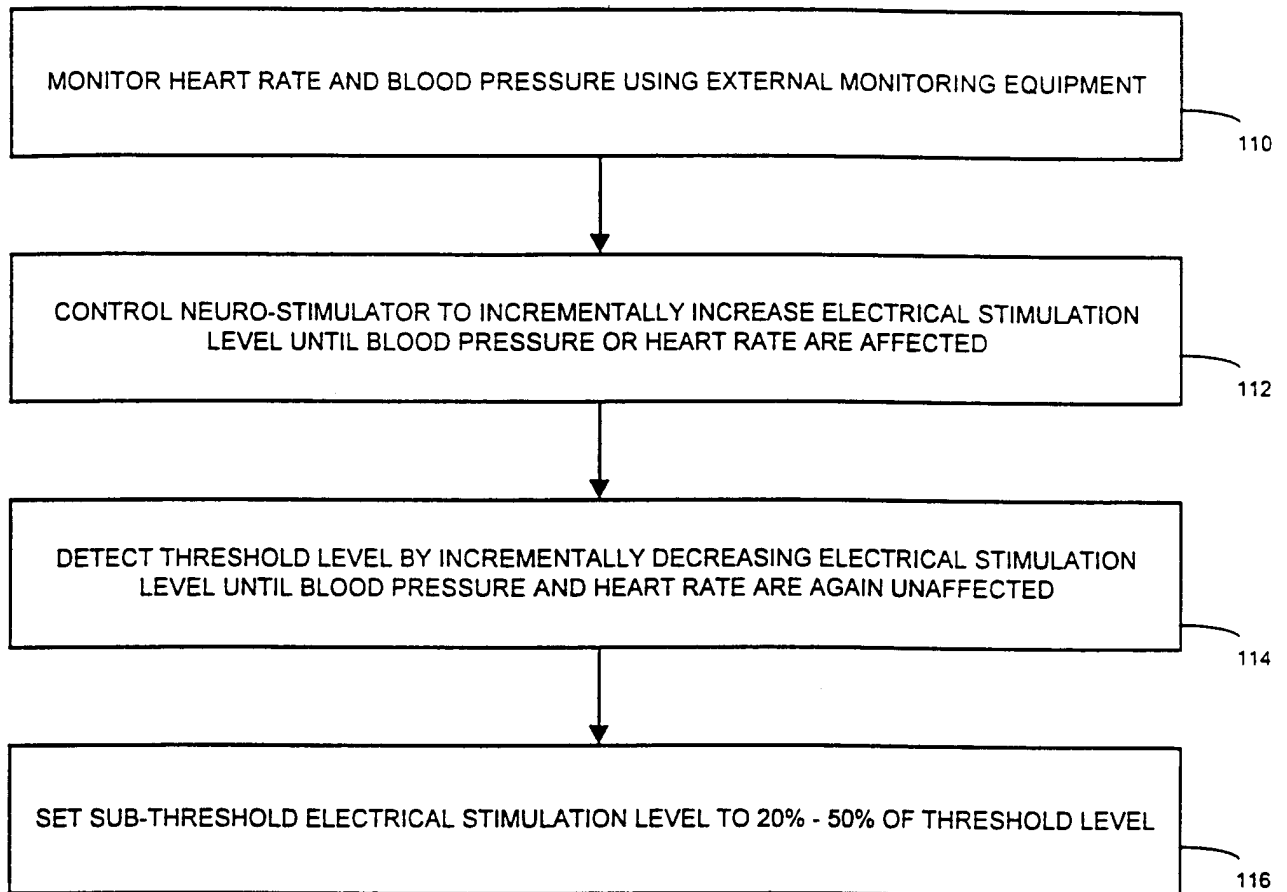 MONITOR HEART RATE AND BLOOD PRESSURE USING EXTERNAL MONITORING EQUIPMENT
110
CONTROL NEURO-STIMULATOR TO INCREMENTALLY INCREASE ELECTRICAL STIMULATION
LEVEL UNTIL BLOOD PRESSURE OR HEART RATE ARE AFFECTED
112
DETECT THRESHOLD LEVEL BY INCREMENTALLY DECREASING ELECTRICAL STIMULATION
LEVEL UNTIL BLOOD PRESSURE AND HEART RATE ARE AGAIN UNAFFECTED
114
SET SUB-THRESHOLD ELECTRICAL STIMULATION LEVEL TO 20% - 50% OF THRESHOLD LEVEL
116